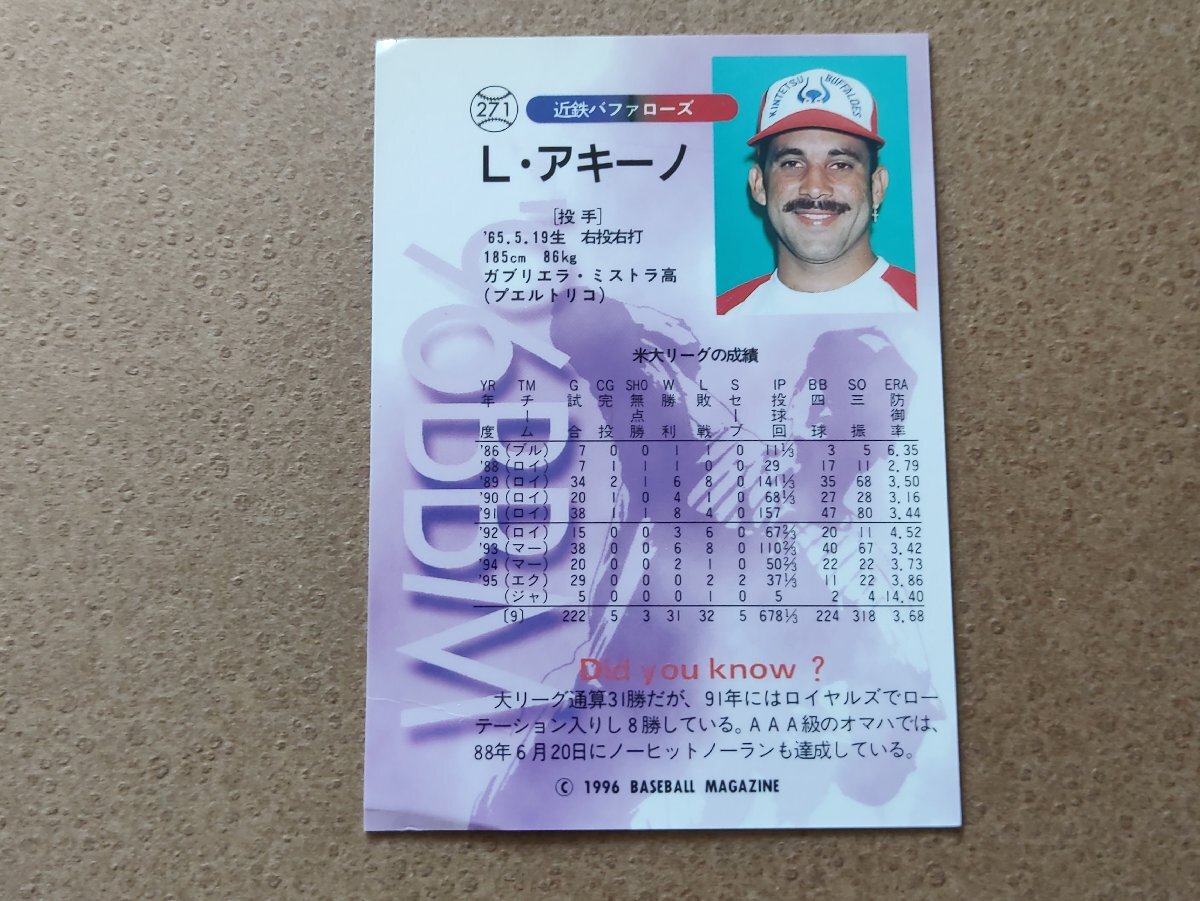 271
近鉄バファローズ
KINTETSU BUFFALOES
L・アキーノ
[投手]
'65.5.19生 右投右打
185cm 86kg
ガブリエラ・ミストラ高
(プエルトリコ)
'96 BBM
米大リーグの成績
YR TM G CG SHO W L S IP BB SO ERA
年度 チーム 試合 完投 無点勝 勝利 敗戦 セーブ 投球回 四球 三振 防御率
'86 (ブル) 7 0 0 1 1 0 11⅓ 3 5 6.35
'88 (ロイ) 7 1 1 1 0 0 29 17 11 2.79
'89 (ロイ) 34 2 1 6 8 0 141⅓ 35 68 3.50
'90 (ロイ) 20 1 0 4 1 0 68⅓ 27 28 3.16
'91 (ロイ) 38 1 1 8 4 0 157 47 80 3.44
'92 (ロイ) 15 0 0 3 6 0 67⅔ 20 11 4.52
'93 (マー) 38 0 0 6 8 0 110⅔ 40 67 3.42
'94 (マー) 20 0 0 2 1 0 50⅔ 22 22 3.73
'95 (エク) 29 0 0 0 2 2 37⅓ 11 22 3.86
(ジャ) 5 0 0 0 1 0 5 2 4 14.40
[9] 222 5 3 31 32 5 678⅓ 224 318 3.68
Did you know ?
大リーグ通算31勝だが、91年にはロイヤルズでロー
テーション入りし8勝している。AAA級のオマハでは、
88年6月20日にノーヒットノーランも達成している。
© 1996 BASEBALL MAGAZINE